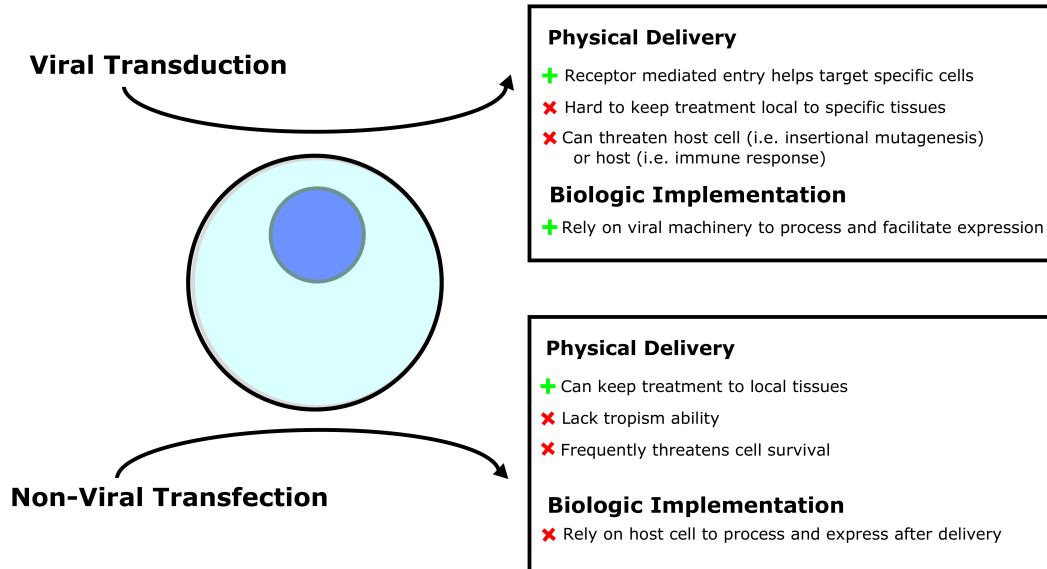 Viral Transduction
Physical Delivery
Receptor mediated entry helps target specific cells
Hard to keep treatment local to specific tissues
Can threaten host cell (i.e. insertional mutagenesis)
or host (i.e. immune response)
Biologic Implementation
Rely on viral machinery to process and facilitate expression
Non-Viral Transfection
Physical Delivery
Can keep treatment to local tissues
Lack tropism ability
Frequently threatens cell survival
Biologic Implementation
Rely on host cell to process and express after delivery